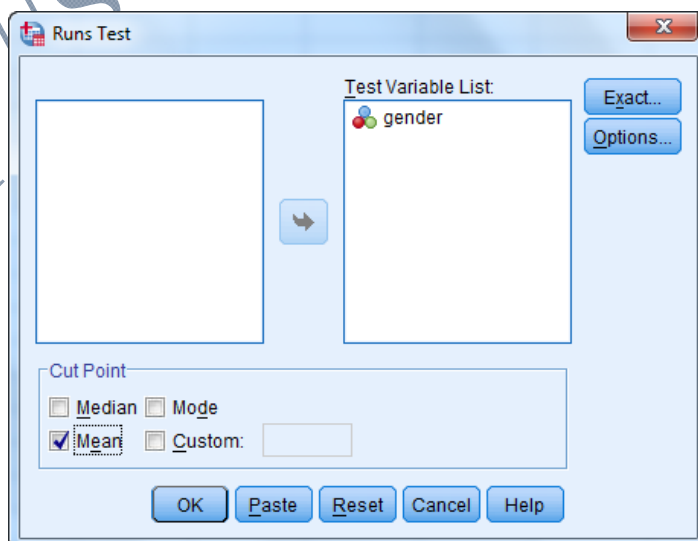 Runs Test
Test Variable List:
gender
Exact...
Options...
Cut Point
Median Mode
Mean Custom:
OK Paste Reset Cancel Help